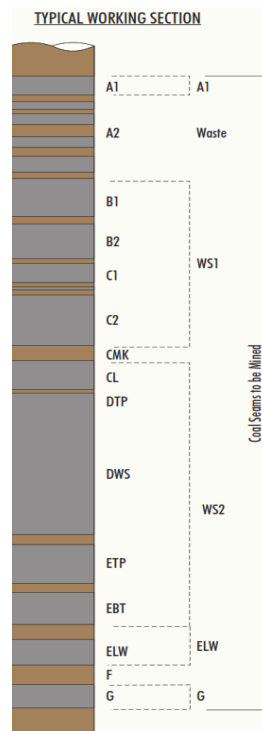 TYPICAL WORKING SECTION
A1 A1
A2 Waste
B1
B2
WS1
C1
C2
CMK
CL
DTP
Coal Seams to be Mined
DWS
WS2
ETP
EBT
ELW ELW
F
G G